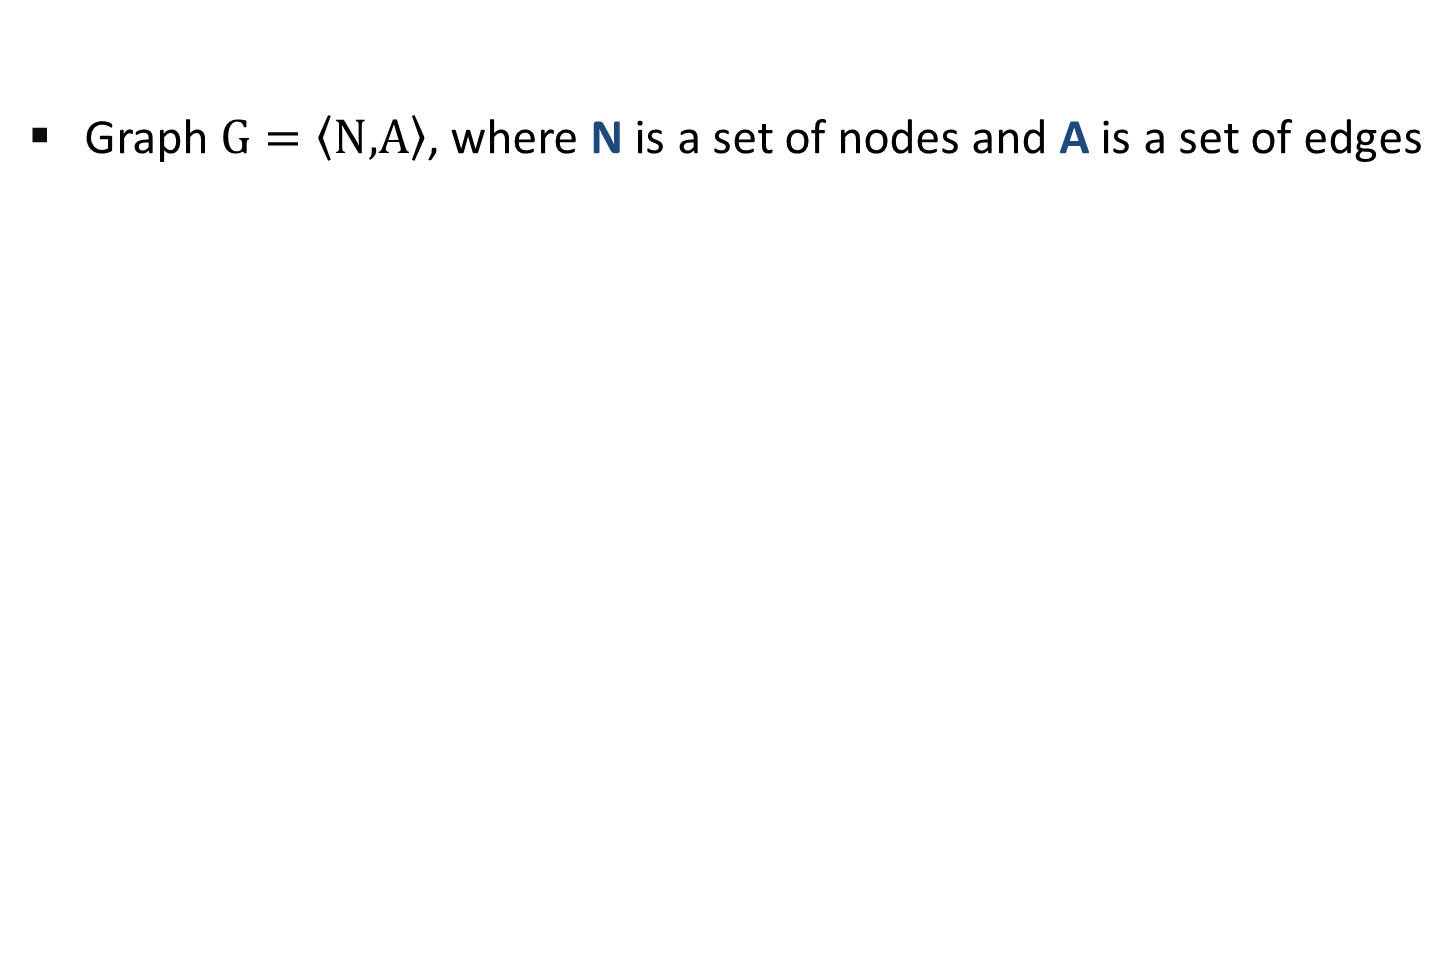 ▪ Graph G = ⟨N,A⟩, where N is a set of nodes and A is a set of edges